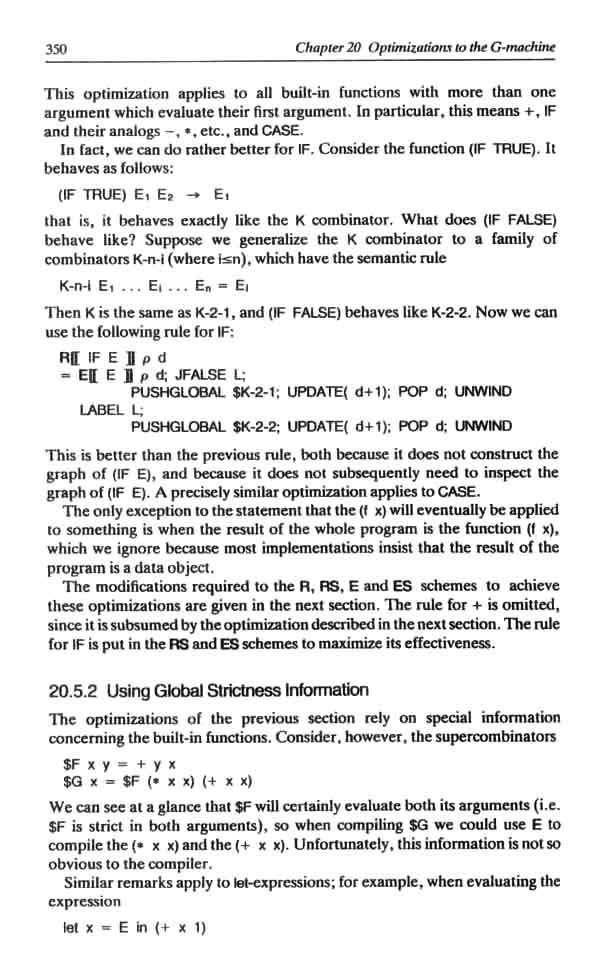 350
Chapter 20 Optimizations to the G-machine
This optimization applies to all built-in functions with more than one
argument which evaluate their first argument. In particular, this means +, IF
and their analogs −, *, etc., and CASE.
In fact, we can do rather better for IF. Consider the function (IF TRUE). It
behaves as follows:
(IF TRUE) E₁ E₂ → E₁
that is, it behaves exactly like the K combinator. What does (IF FALSE)
behave like? Suppose we generalize the K combinator to a family of
combinators K-n-i (where i≤n), which have the semantic rule
K-n-i E₁ ... Eᵢ ... Eₙ = Eᵢ
Then K is the same as K-2-1, and (IF FALSE) behaves like K-2-2. Now we can
use the following rule for IF:
R⟦ IF E ⟧ ρ d
= E⟦ E ⟧ ρ d; JFALSE L;
PUSHGLOBAL $K-2-1; UPDATE( d+1); POP d; UNWIND
LABEL L;
PUSHGLOBAL $K-2-2; UPDATE( d+1); POP d; UNWIND
This is better than the previous rule, both because it does not construct the
graph of (IF E), and because it does not subsequently need to inspect the
graph of (IF E). A precisely similar optimization applies to CASE.
The only exception to the statement that the (f x) will eventually be applied
to something is when the result of the whole program is the function (f x),
which we ignore because most implementations insist that the result of the
program is a data object.
The modifications required to the R, RS, E and ES schemes to achieve
these optimizations are given in the next section. The rule for + is omitted,
since it is subsumed by the optimization described in the next section. The rule
for IF is put in the RS and ES schemes to maximize its effectiveness.
20.5.2 Using Global Strictness Information
The optimizations of the previous section rely on special information
concerning the built-in functions. Consider, however, the supercombinators
$F x y = + y x
$G x = $F (* x x) (+ x x)
We can see at a glance that $F will certainly evaluate both its arguments (i.e.
$F is strict in both arguments), so when compiling $G we could use E to
compile the (* x x) and the (+ x x). Unfortunately, this information is not so
obvious to the compiler.
Similar remarks apply to let-expressions; for example, when evaluating the
expression
let x = E in (+ x 1)